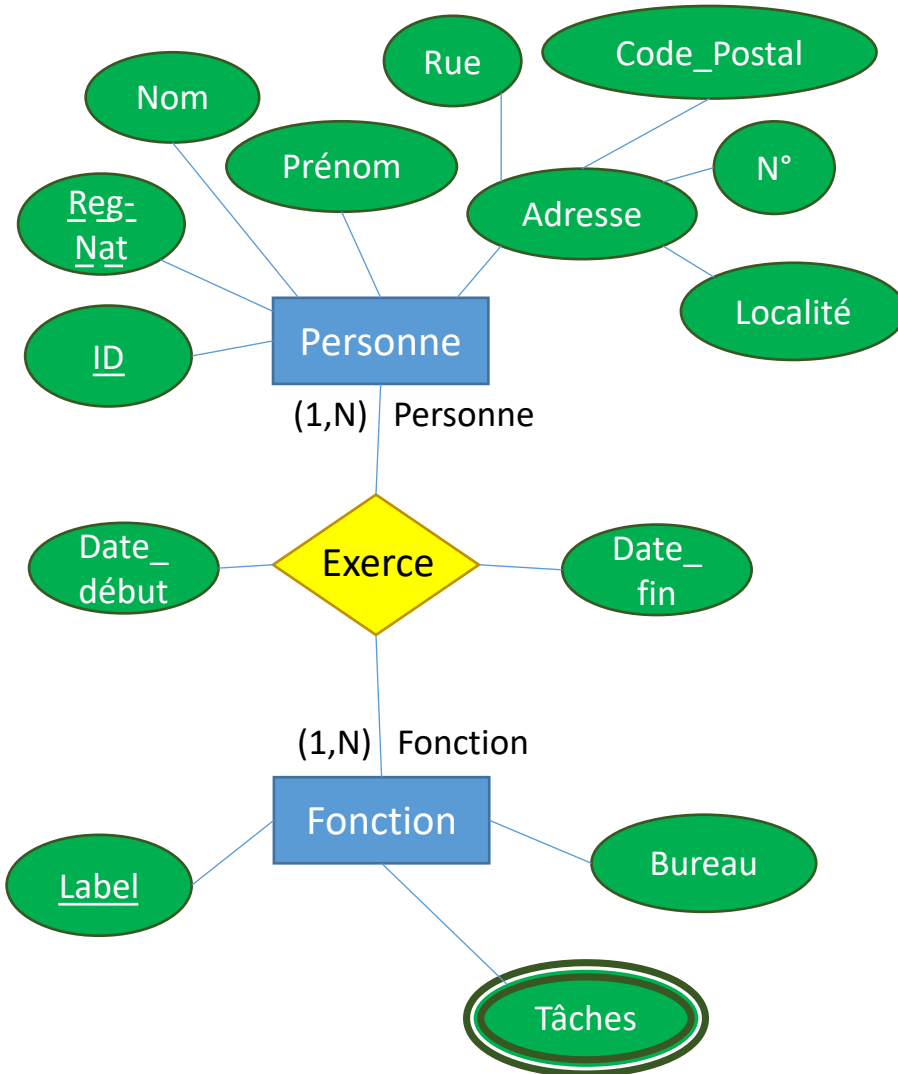 Rue
Code_Postal
Nom
Prénom
N°
Reg-
Nat
Adresse
Localité
ID
Personne
(1,N) Personne
Date_
début
Exerce
Date_
fin
(1,N) Fonction
Fonction
Label
Bureau
Tâches